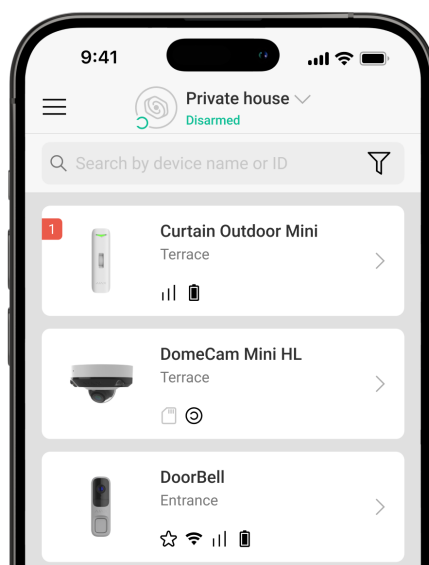 9:41
Private house
Disarmed
Search by device name or ID
1
Curtain Outdoor Mini
Terrace
DomeCam Mini HL
Terrace
DoorBell
Entrance